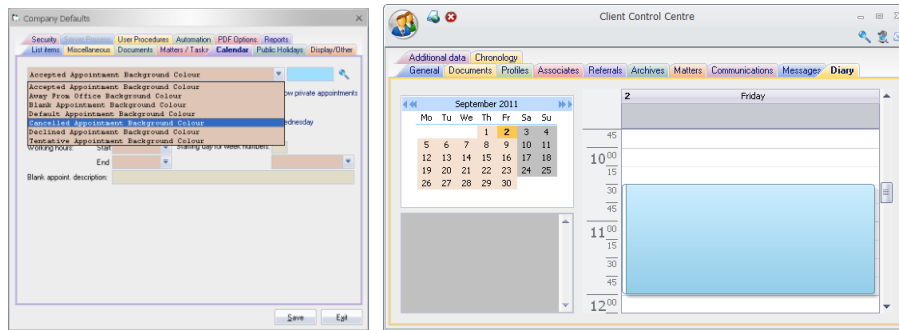 Company Defaults
Security Server Process User Procedures Automation PDF Options Reports
List items Miscellaneous Documents Matters / Tasks Calendar Public Holidays Display/Other
Accepted Appointment Background Colour
Accepted Appointment Background Colour
Away From Office Background Colour
ow private appointments
Blank Appointment Background Colour
Default Appointment Background Colour
Cancelled Appointment Background Colour
ednesday
Declined Appointment Background Colour
Tentative Appointment Background Colour
Working hours: Start Starting day for week numbers:
End
Blank appoint. description:
Save Exit
Client Control Centre
Additional data Chronology
General Documents Profiles Associates Referrals Archives Matters Communications Messages Diary
September 2011
Mo Tu We Th Fr Sa Su
1 2 3 4
5 6 7 8 9 10 11
12 13 14 15 16 17 18
19 20 21 22 23 24 25
26 27 28 29 30
2 Friday
45
10 00
15
30
45
11 00
15
30
45
12 00